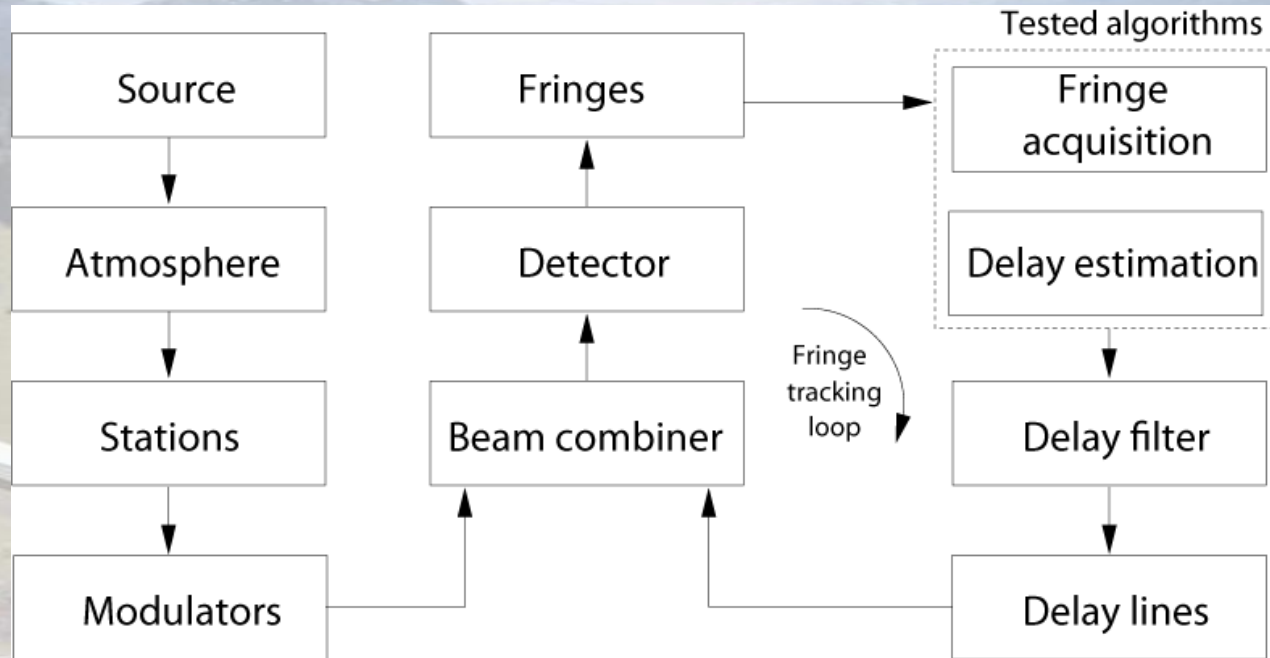 Tested algorithms
Source
Fringes
Fringe
acquisition
Atmosphere
Detector
Delay estimation
Fringe
tracking
loop
Stations
Beam combiner
Delay filter
Modulators
Delay lines